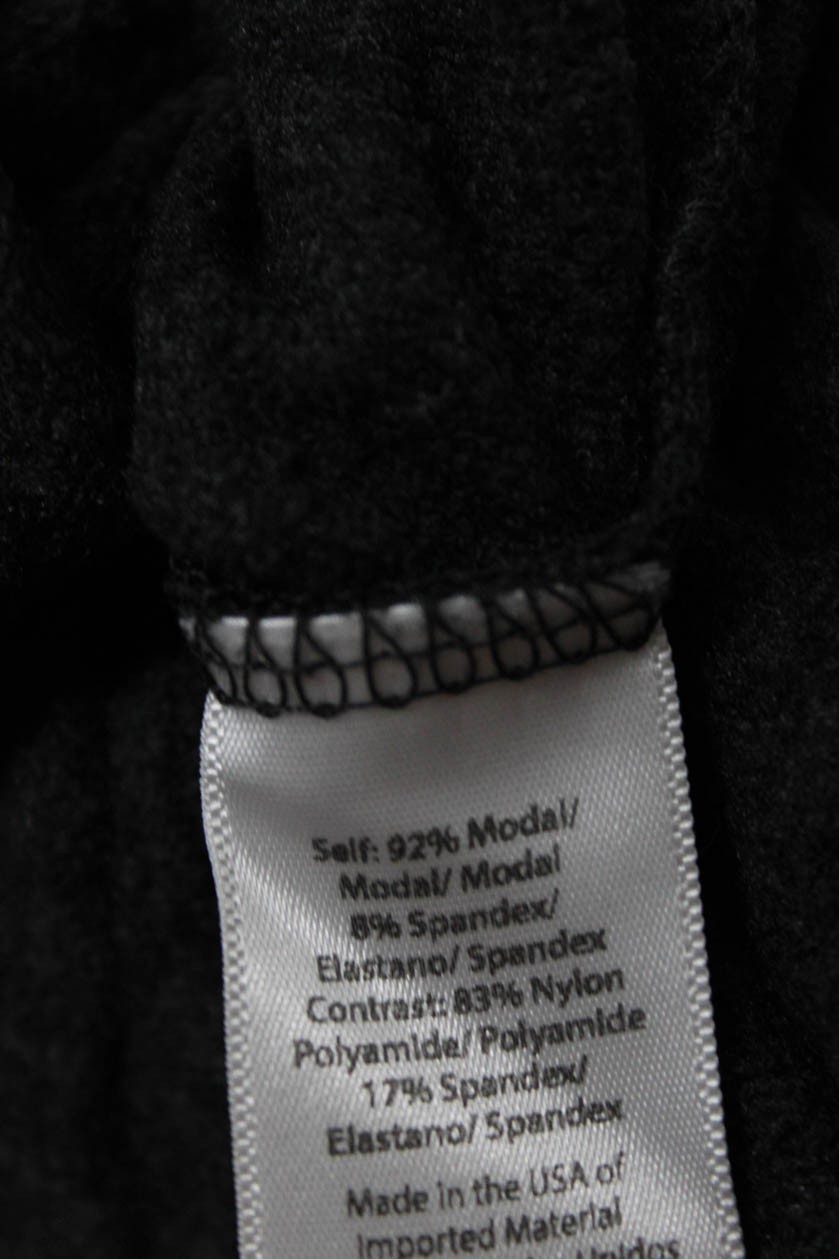 Self: 92% Modal/
Modal/ Modal
8% Spandex/
Elastano/ Spandex
Contrast: 83% Nylon
Polyamide/ Polyamide
17% Spandex/
Elastano/ Spandex
Made in the USA of
Imported Material
Unidos